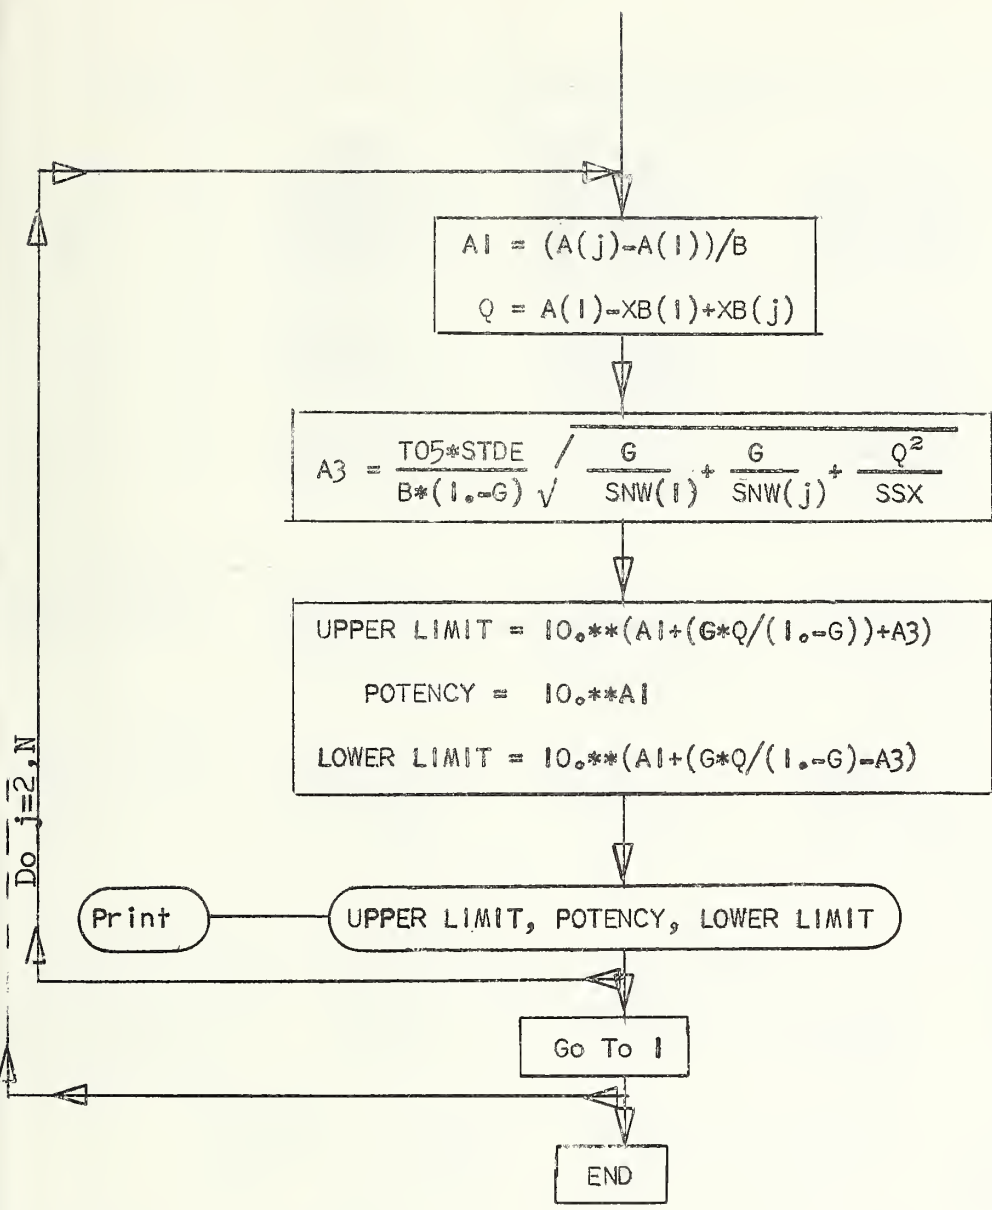 A1 = (A(j)-A(1))/B
Q = A(1)-XB(1)+XB(j)
A3 = T05*STDE / B*(1.-G) √ G / SNW(1) + G / SNW(j) + Q² / SSX
UPPER LIMIT = 10.**(A1+(G*Q/(1.-G))+A3)
POTENCY = 10.**A1
LOWER LIMIT = 10.**(A1+(G*Q/(1.-G)-A3)
Do j=2,N
Print
UPPER LIMIT, POTENCY, LOWER LIMIT
Go To 1
END